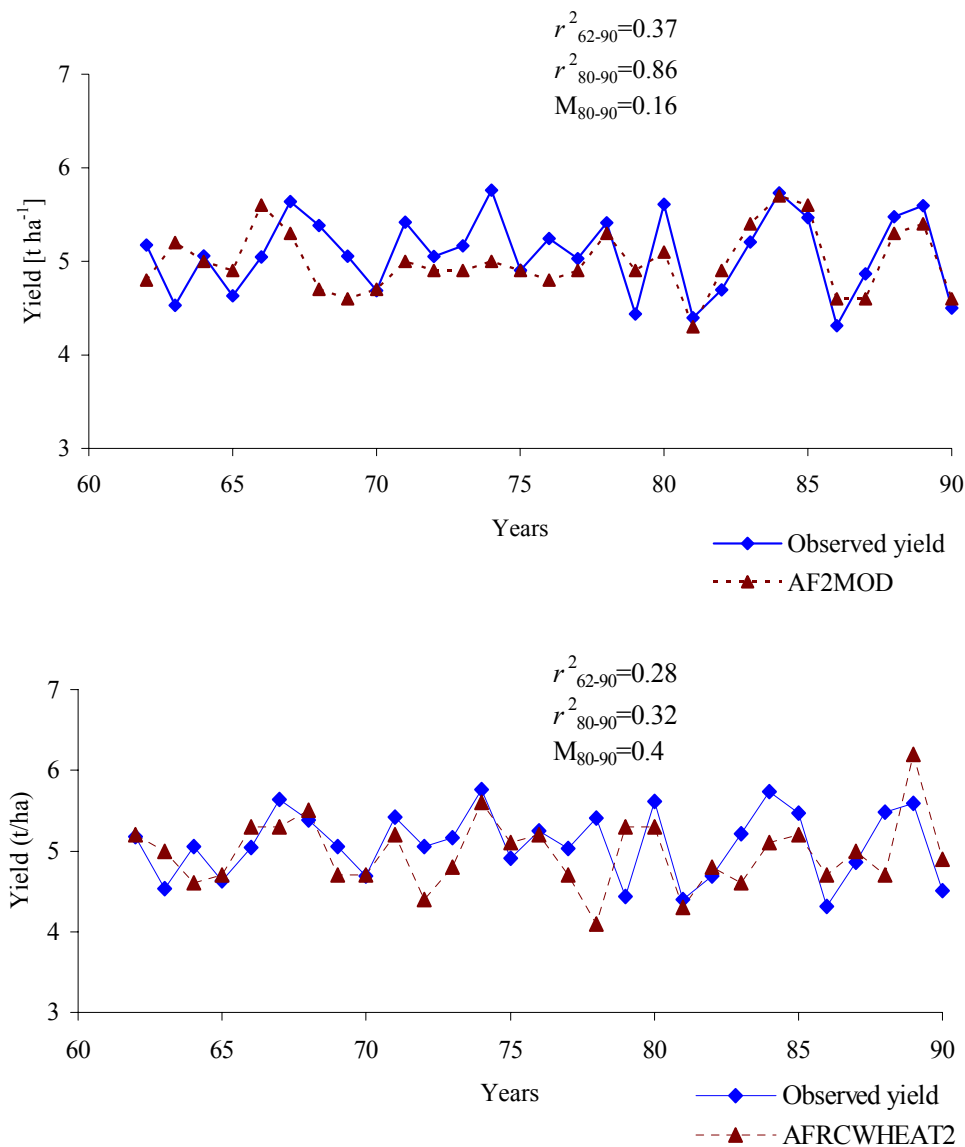 r²₆₂₋₉₀=0.37
r²₈₀₋₉₀=0.86
M₈₀₋₉₀=0.16
7
6
5
4
3
Yield [t ha⁻¹]
60 65 70 75 80 85 90
Years
Observed yield
AF2MOD
r²₆₂₋₉₀=0.28
r²₈₀₋₉₀=0.32
M₈₀₋₉₀=0.4
7
6
5
4
3
Yield (t/ha)
60 65 70 75 80 85 90
Years
Observed yield
AFRCWHEAT2